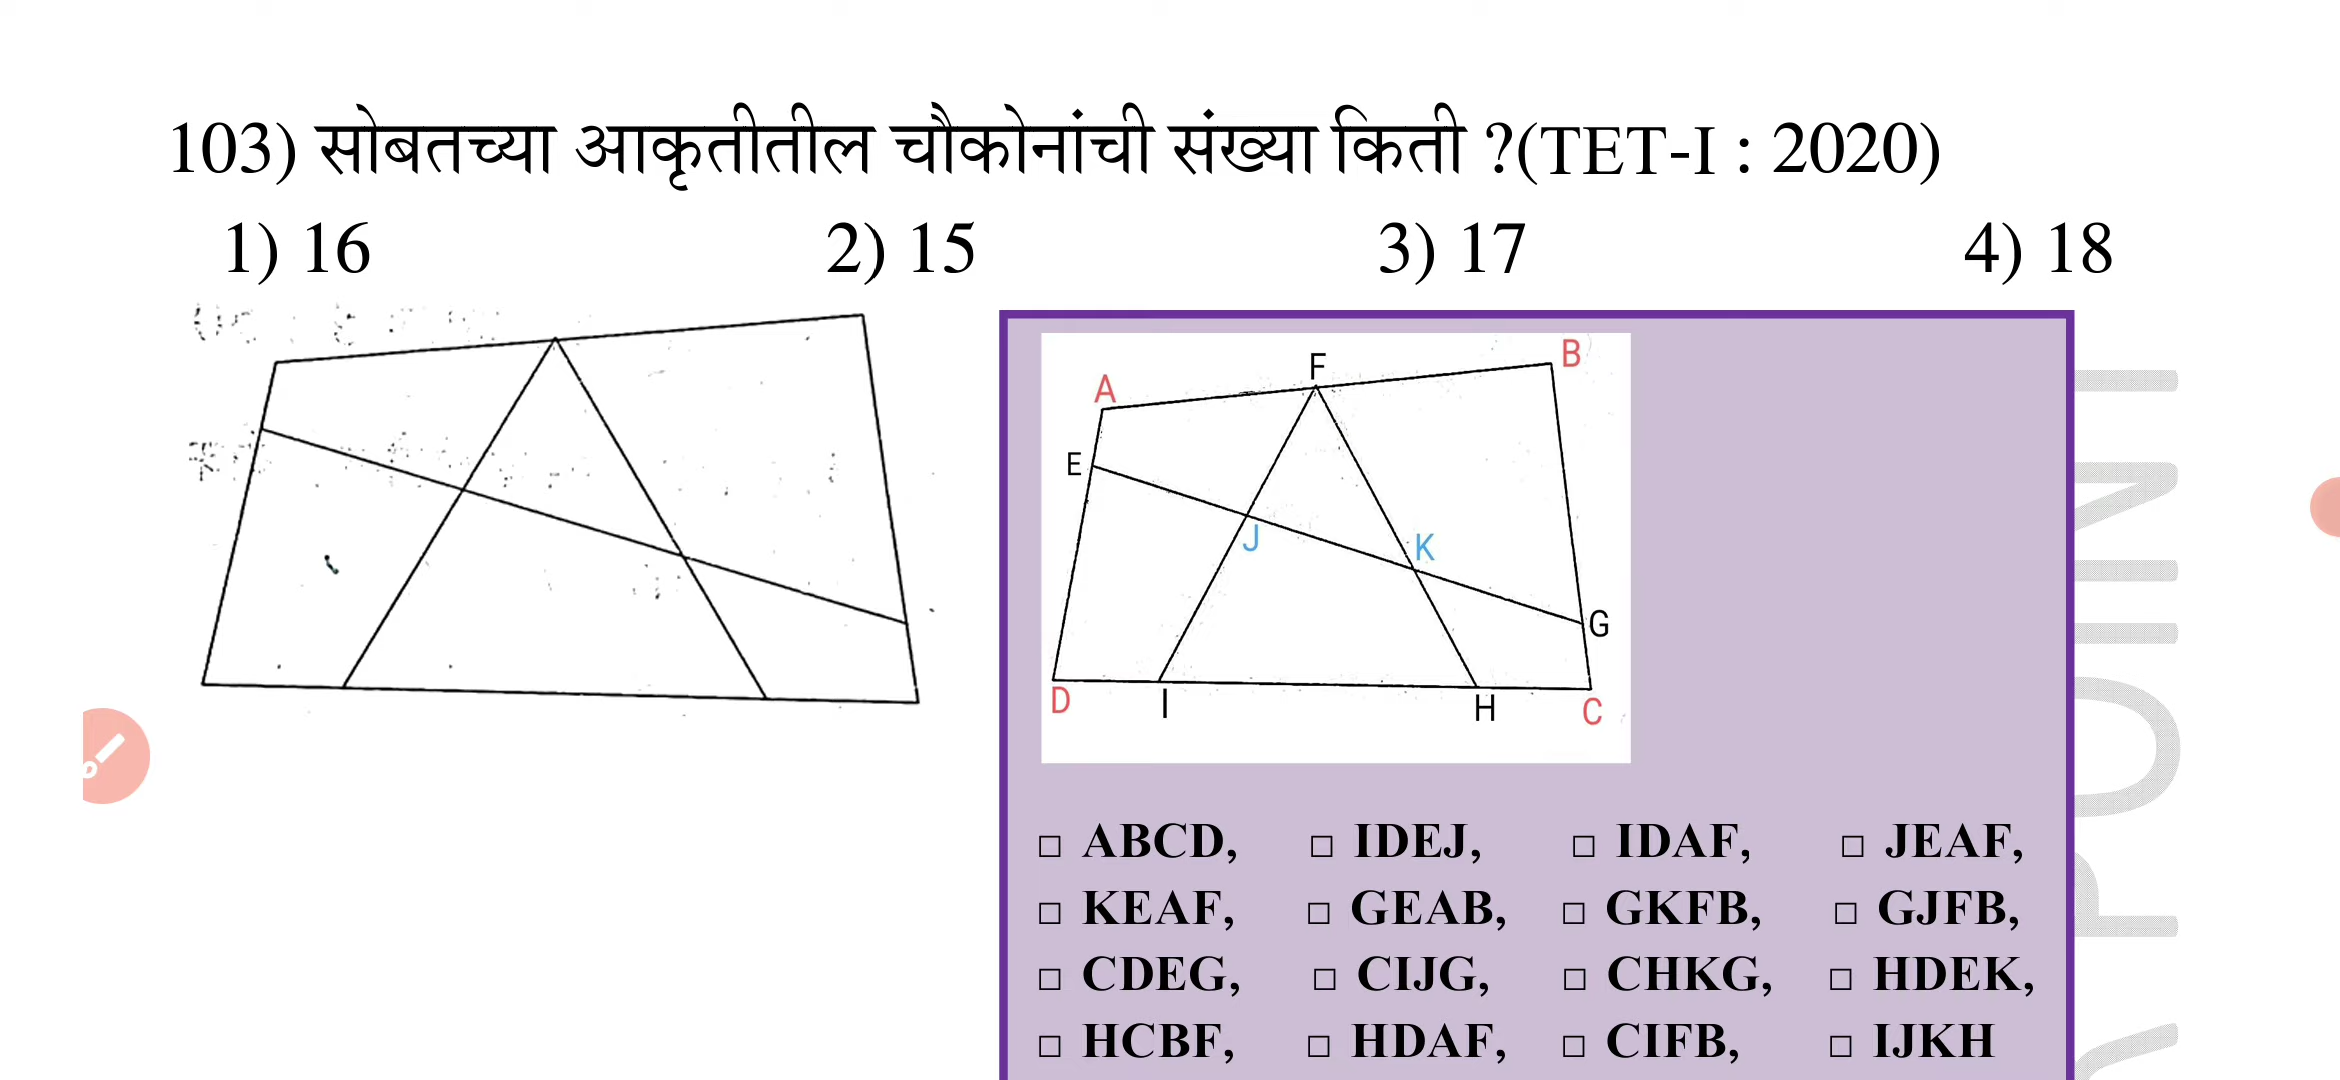 103) सोबतच्या आकृतीतील चौकोनांची संख्या किती ?(TET-I : 2020)
1) 16 2) 15 3) 17 4) 18
F
B
A
E
J
K
G
D I H C
□ ABCD, □ IDEJ, □ IDAF, □ JEAF,
□ KEAF, □ GEAB, □ GKFB, □ GJFB,
□ CDEG, □ CIJG, □ CHKG, □ HDEK,
□ HCBF, □ HDAF, □ CIFB, □ IJKH